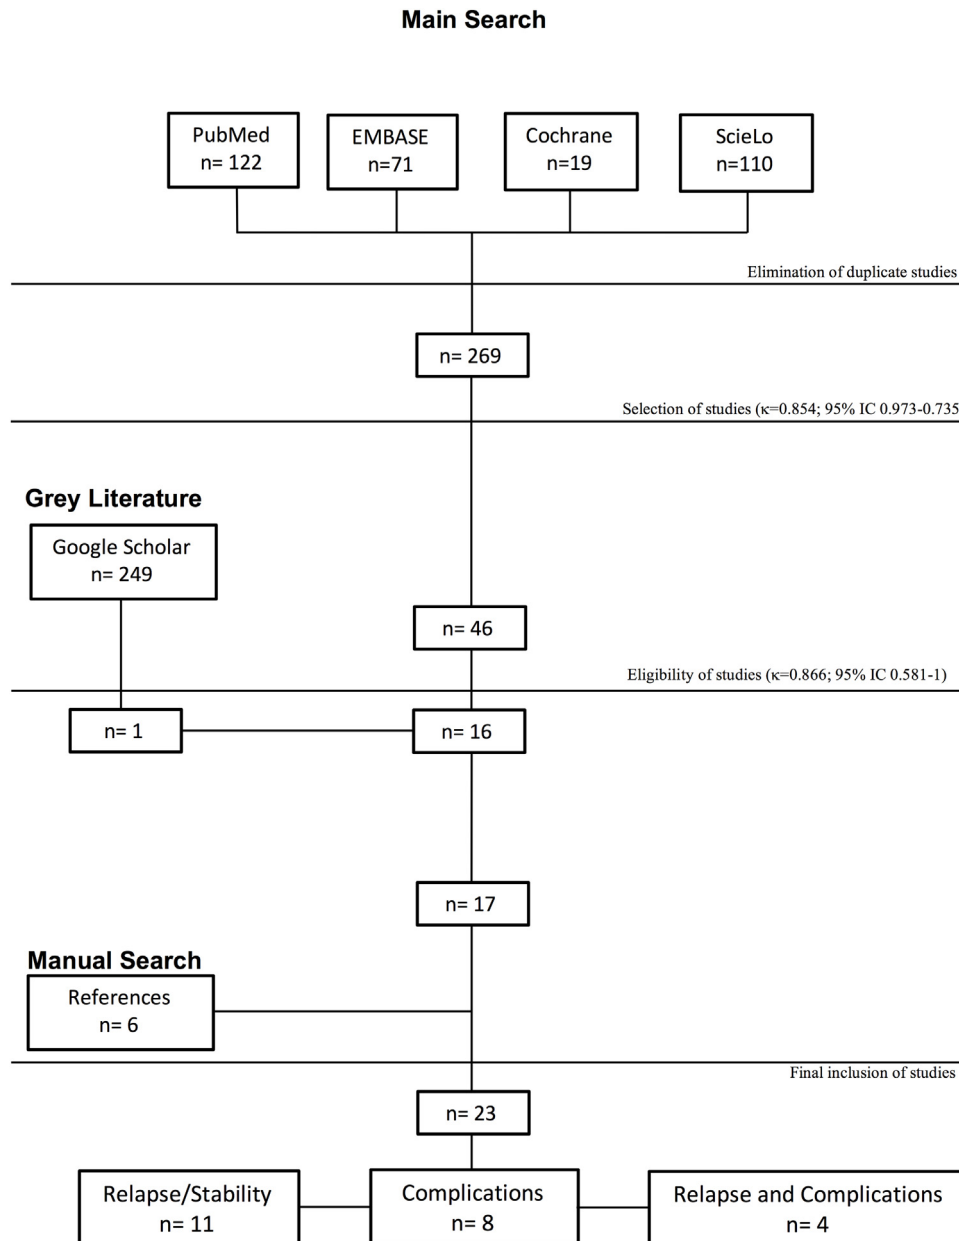 Main Search
PubMed
n= 122
EMBASE
n=71
Cochrane
n=19
ScieLo
n=110
Elimination of duplicate studies
n= 269
Selection of studies (κ=0.854; 95% IC 0.973-0.735
Grey Literature
Google Scholar
n= 249
n= 46
Eligibility of studies (κ=0.866; 95% IC 0.581-1)
n= 1
n= 16
n= 17
Manual Search
References
n= 6
Final inclusion of studies
n= 23
Relapse/Stability
n= 11
Complications
n= 8
Relapse and Complications
n= 4